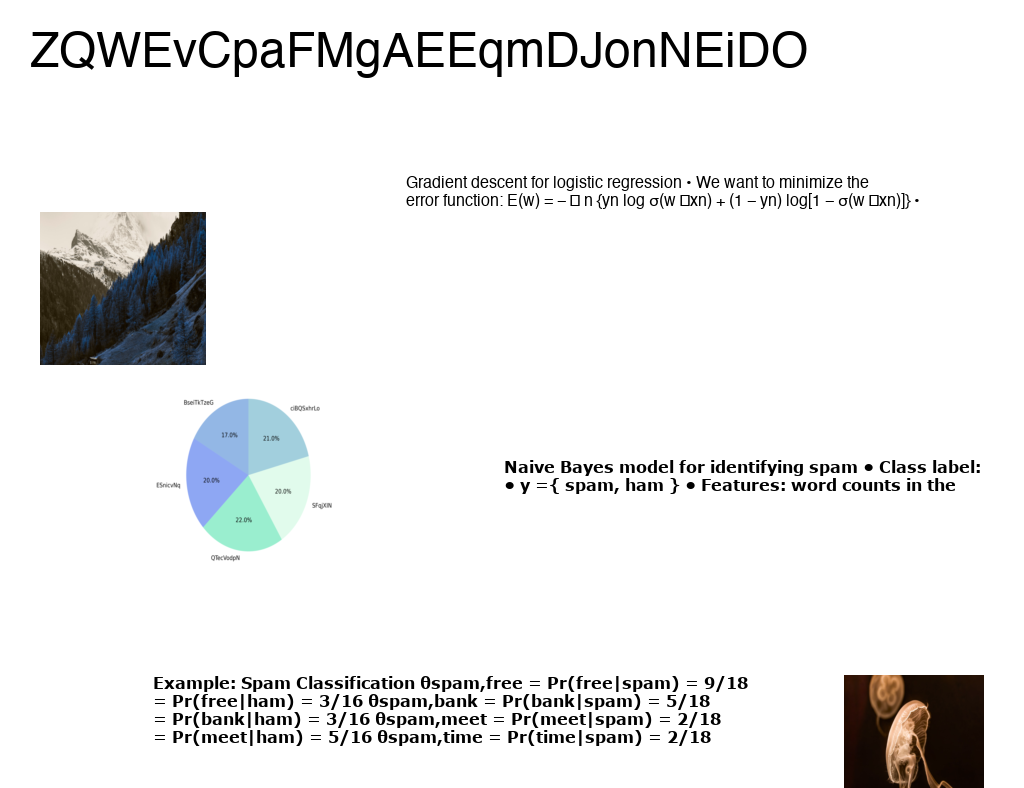 ZQWEvCpaFMgAEEqmDJonNEiDO
Gradient descent for logistic regression • We want to minimize the
error function: E(w) = – □ n {yn log σ(w □xn) + (1 – yn) log[1 – σ(w □xn)]} •
BseiTkTzeG
ciBQSxhrLo
17.0%
21.0%
ESnicvNq
20.0%
20.0%
SFqjXlN
22.0%
QTecVodpN
Naive Bayes model for identifying spam • Class label:
• y ={ spam, ham } • Features: word counts in the
Example: Spam Classification θspam,free = Pr(free|spam) = 9/18
= Pr(free|ham) = 3/16 θspam,bank = Pr(bank|spam) = 5/18
= Pr(bank|ham) = 3/16 θspam,meet = Pr(meet|spam) = 2/18
= Pr(meet|ham) = 5/16 θspam,time = Pr(time|spam) = 2/18